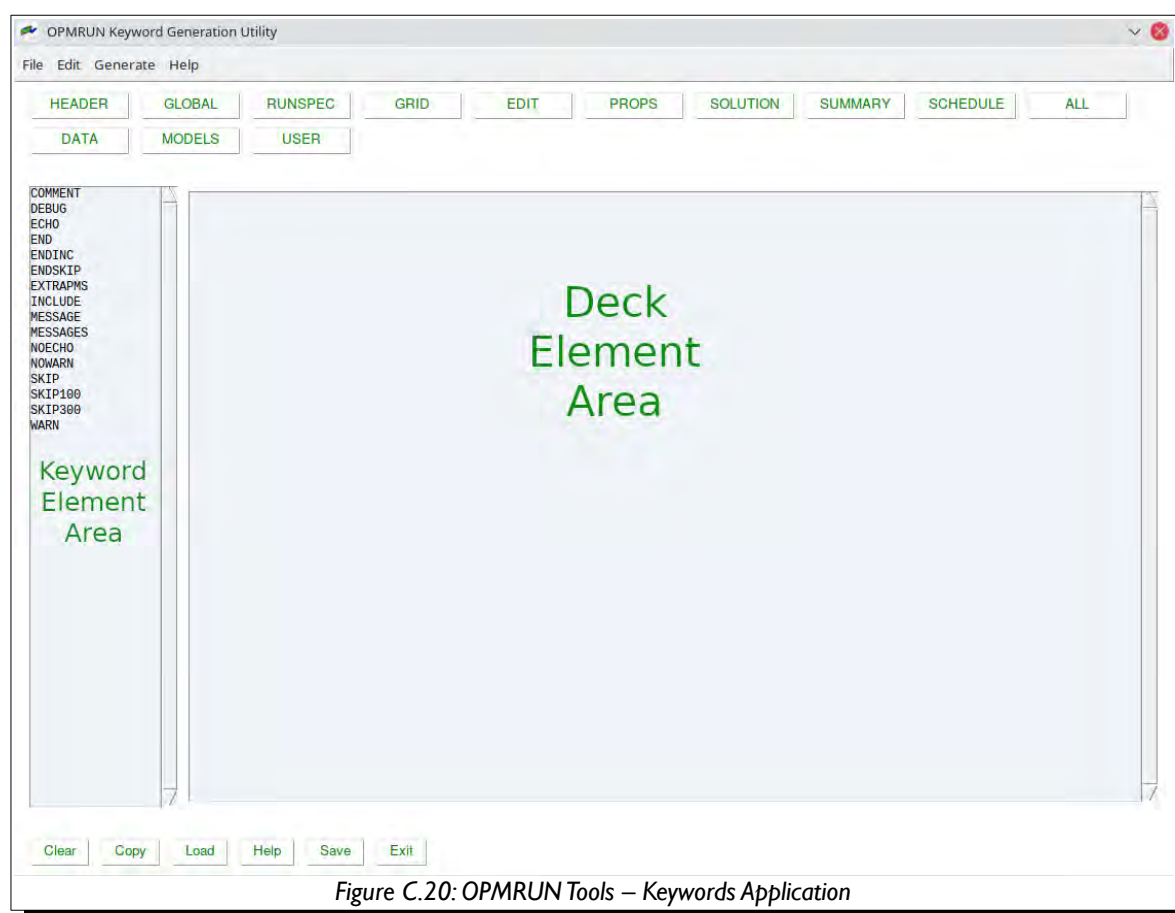 OPMRUN Keyword Generation Utility
File Edit Generate Help
HEADER GLOBAL RUNSPEC GRID EDIT PROPS SOLUTION SUMMARY SCHEDULE ALL
DATA MODELS USER
COMMENT
DEBUG
ECHO
END
ENDINC
ENDSKIP
EXTRAPMS
INCLUDE
MESSAGE
MESSAGES
NOECHO
NOWARN
SKIP
SKIP100
SKIP300
WARN
Keyword
Element
Area
Deck
Element
Area
Clear Copy Load Help Save Exit
Figure C.20: OPMRUN Tools – Keywords Application